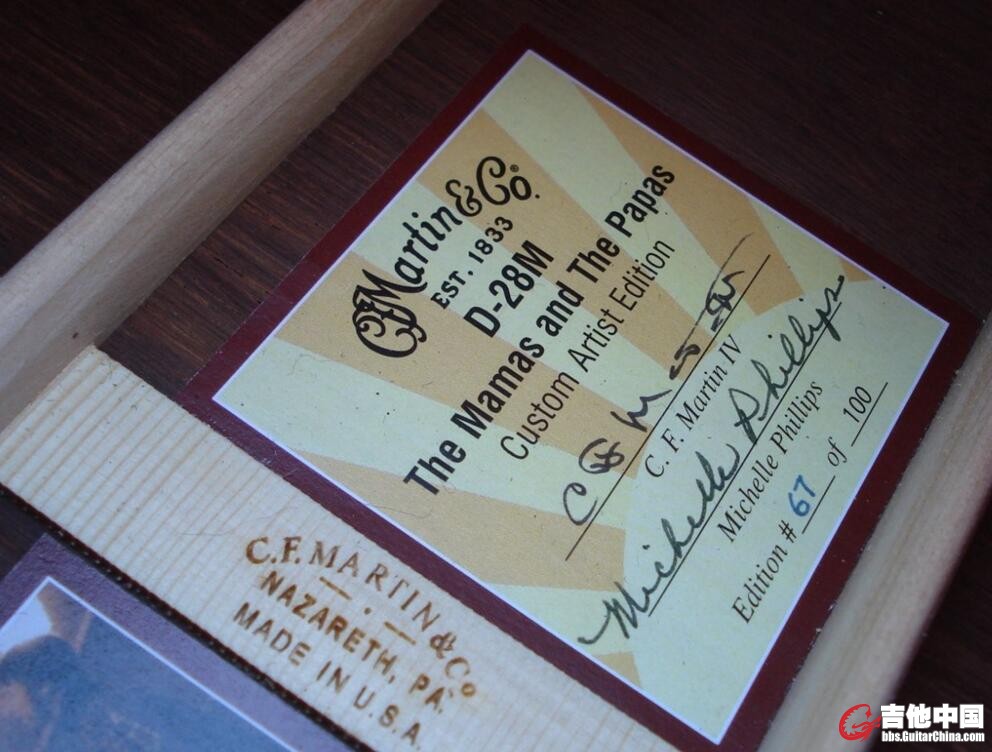 CFMartin & Co.®
EST. 1833
D-28M
The Mamas and The Papas
Custom Artist Edition
C. F. Martin IV
Michelle Phillips
Michelle Phillips
Edition # 67 of 100
C.F. MARTIN & Co
NAZARETH, PA.
MADE IN U.S.A.
吉他中国
bbs.GuitarChina.com